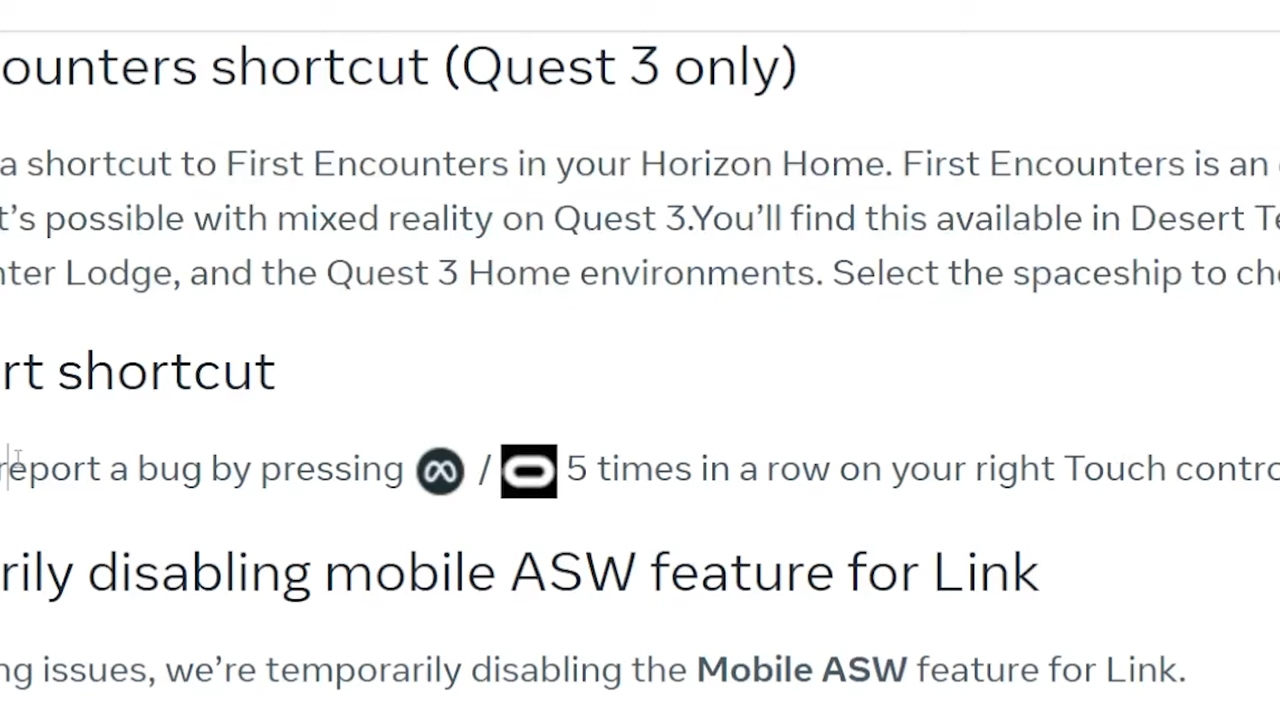 ounters shortcut (Quest 3 only)
a shortcut to First Encounters in your Horizon Home. First Encounters is an
t’s possible with mixed reality on Quest 3.You’ll find this available in Desert Te
nter Lodge, and the Quest 3 Home environments. Select the spaceship to che
rt shortcut
report a bug by pressing / 5 times in a row on your right Touch contro
rily disabling mobile ASW feature for Link
ng issues, we’re temporarily disabling the Mobile ASW feature for Link.